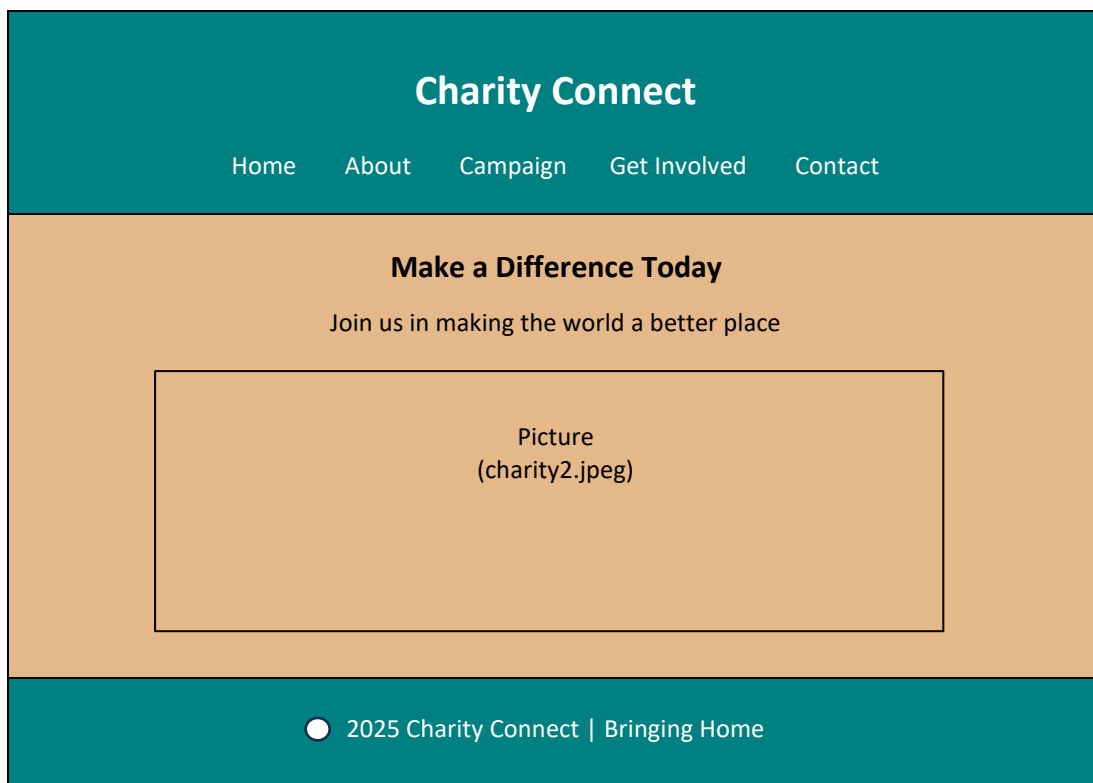 Charity Connect
Home About Campaign Get Involved Contact
Make a Difference Today
Join us in making the world a better place
Picture
(charity2.jpeg)
2025 Charity Connect | Bringing Home